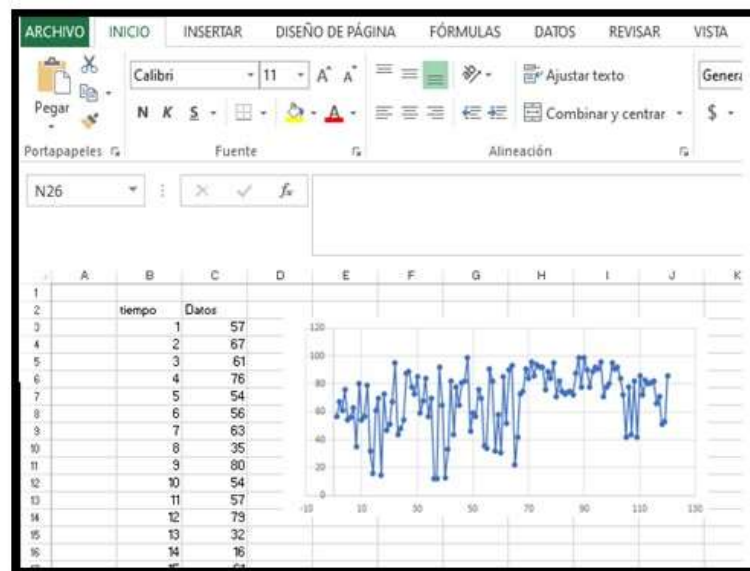 ARCHIVO INICIO INSERTAR DISEÑO DE PÁGINA FÓRMULAS DATOS REVISAR VISTA
Calibri 11 A A Ajustar texto Genera
Pegar N K S A Combinar y centrar $
Portapapeles Fuente Alineación
N26 fx
A B C D E F G H I J K
1
2 tiempo Datos
3 1 57
4 2 67
5 3 61
6 4 76
7 5 54
8 6 56
9 7 63
10 8 35
11 9 80
12 10 54
13 11 57
14 12 79
15 13 32
16 14 16
120
100
80
60
40
20
0
-10 10 30 50 70 90 110 130